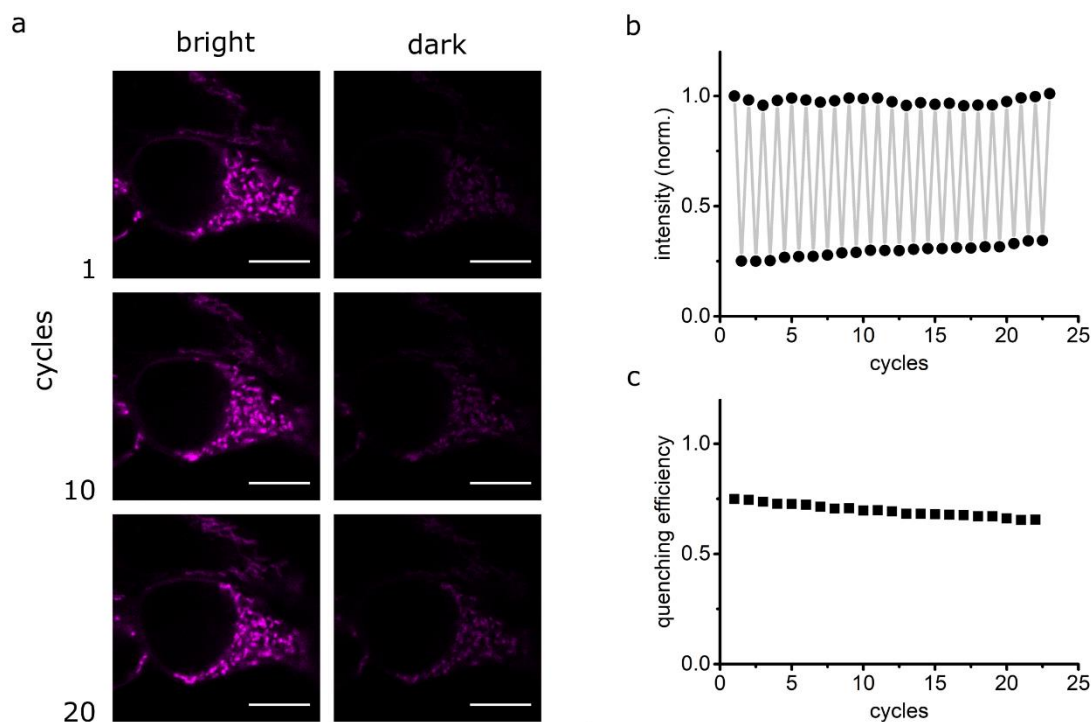 a
bright dark
1
10
20
cycles
b
1.0
0.5
0.0
intensity (norm.)
0 5 10 15 20 25
cycles
c
1.0
0.5
0.0
quenching efficiency
0 5 10 15 20 25
cycles